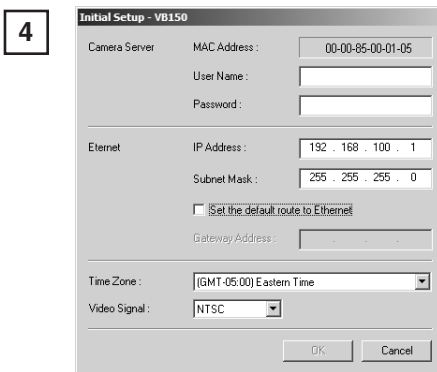 4
Initial Setup - VB150
Camera Server MAC Address : 00-00-85-00-01-05
User Name :
Password :
Eternet IP Address : 192 . 168 . 100 . 1
Subnet Mask : 255 . 255 . 255 . 0
Set the default route to Ethernet
Gateway Address : . . .
Time Zone : (GMT-05:00) Eastern Time
Video Signal : NTSC
OK Cancel